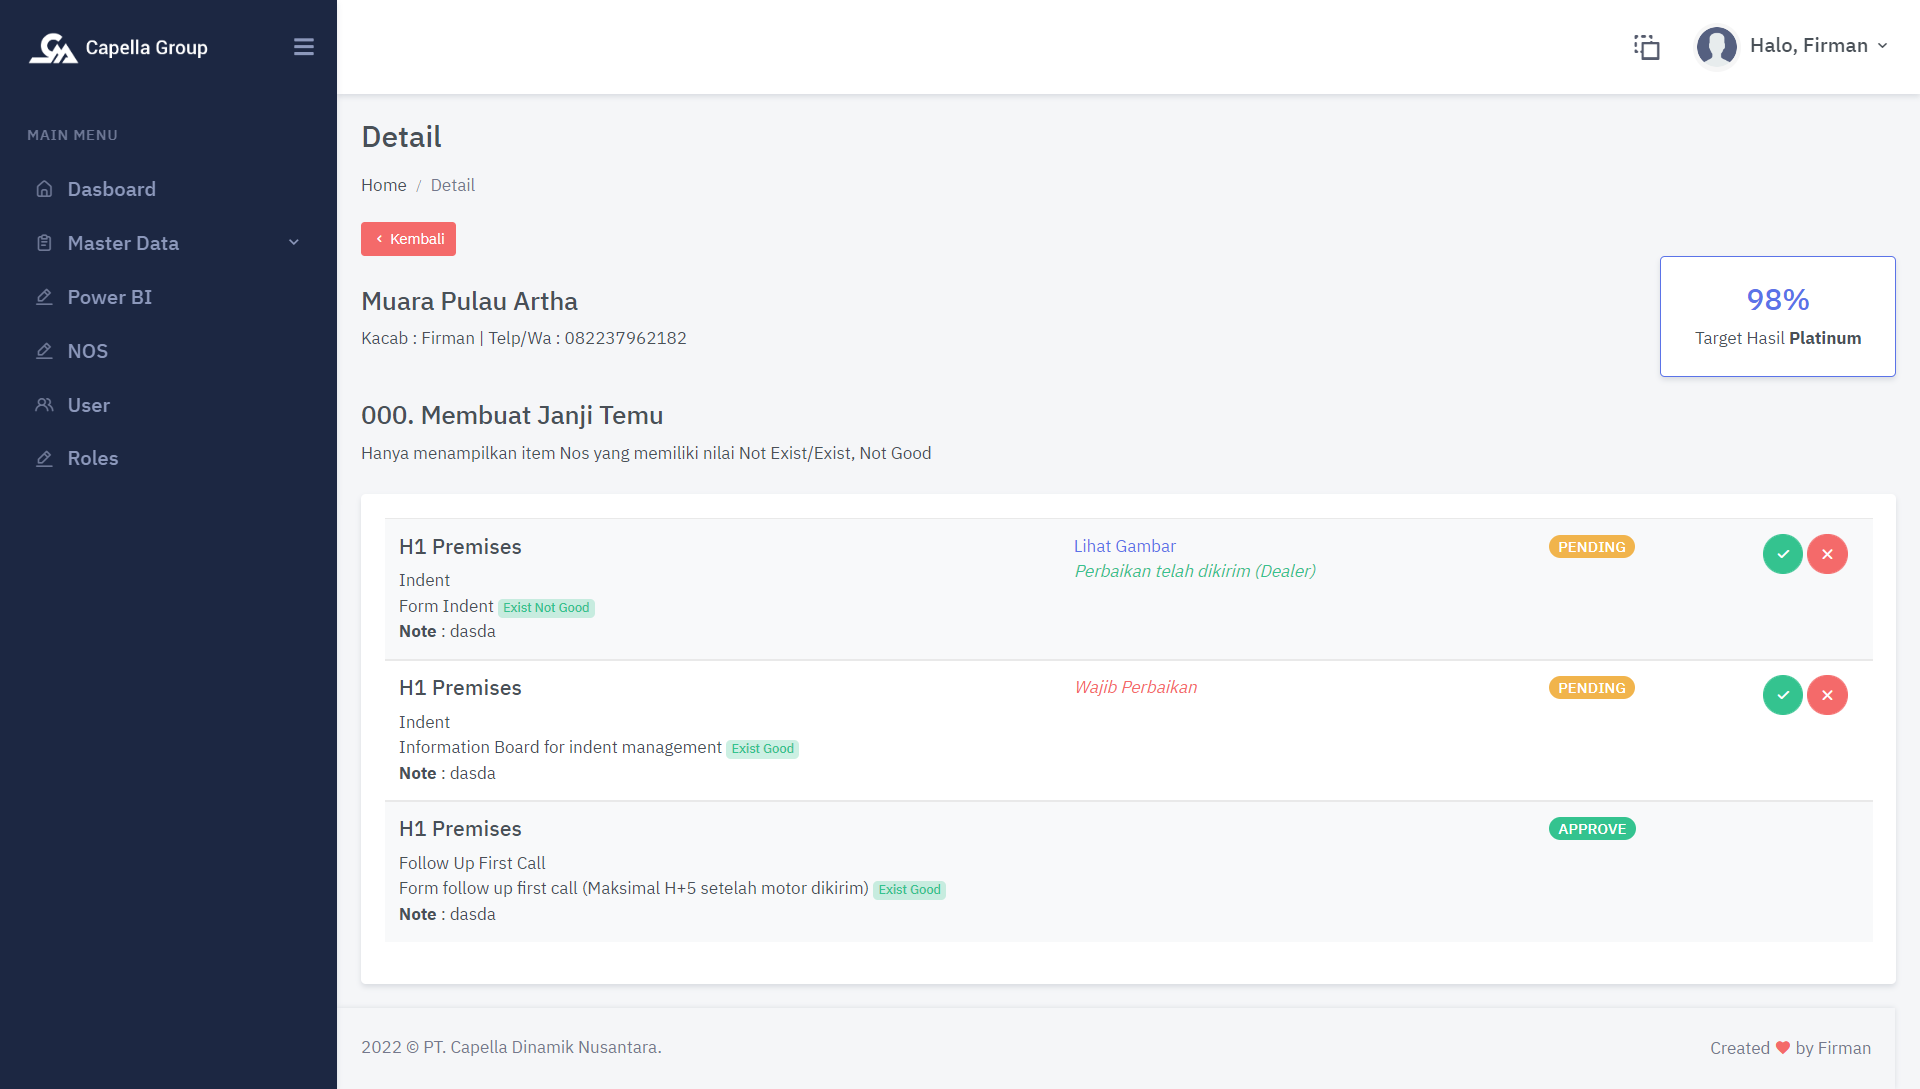 Capella Group
Halo, Firman
MAIN MENU
Dasboard
Master Data
Power BI
NOS
User
Roles
Detail
Home / Detail
Kembali
Muara Pulau Artha
Kacab : Firman | Telp/Wa : 082237962182
98%
Target Hasil Platinum
000. Membuat Janji Temu
Hanya menampilkan item Nos yang memiliki nilai Not Exist/Exist, Not Good
H1 Premises
Indent
Form Indent Exist Not Good
Note : dasda
Lihat Gambar
Perbaikan telah dikirim (Dealer)
PENDING
H1 Premises
Indent
Information Board for indent management Exist Good
Note : dasda
Wajib Perbaikan
PENDING
H1 Premises
Follow Up First Call
Form follow up first call (Maksimal H+5 setelah motor dikirim) Exist Good
Note : dasda
APPROVE
2022 © PT. Capella Dinamik Nusantara.
Created ❤ by Firman